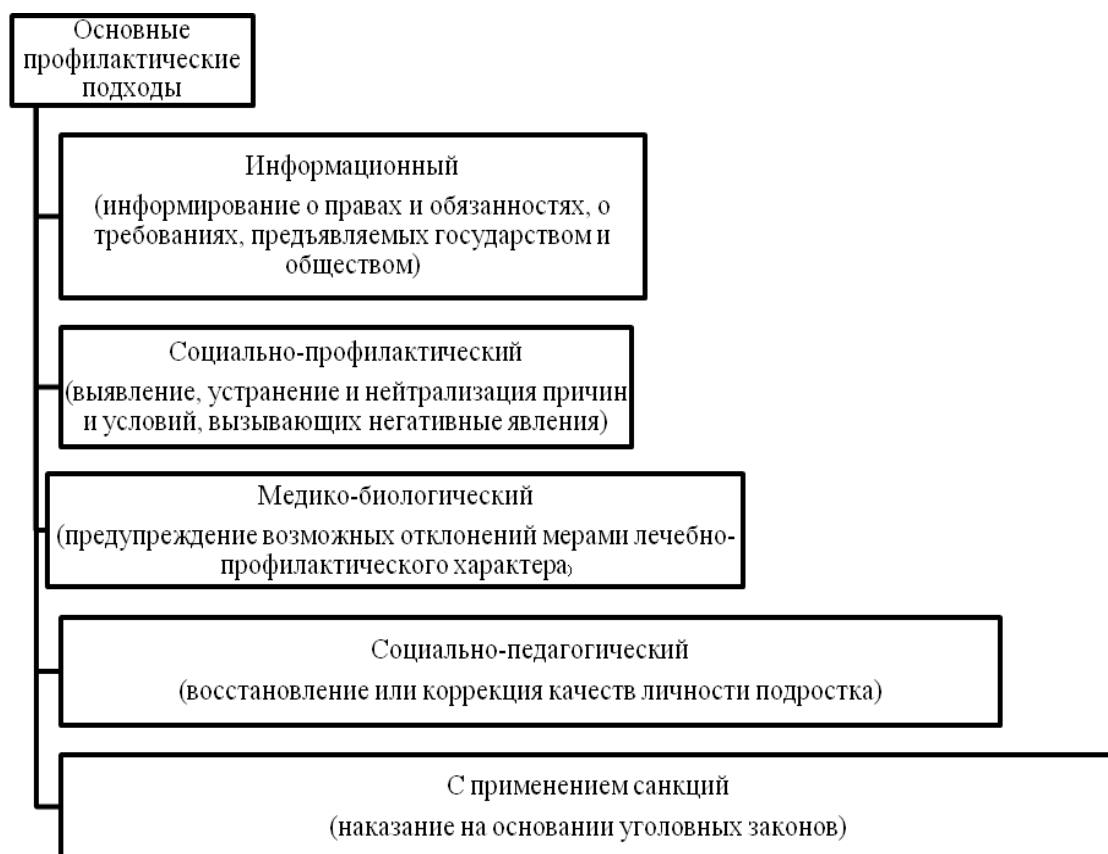 Основные
профилактические
подходы
Информационный
(информирование о правах и обязанностях, о
требованиях, предъявляемых государством и
обществом)
Социально-профилактический
(выявление, устранение и нейтрализация причин
и условий, вызывающих негативные явления)
Медико-биологический
(предупреждение возможных отклонений мерами лечебно-
профилактического характера)
Социально-педагогический
(восстановление или коррекция качеств личности подростка)
С применением санкций
(наказание на основании уголовных законов)